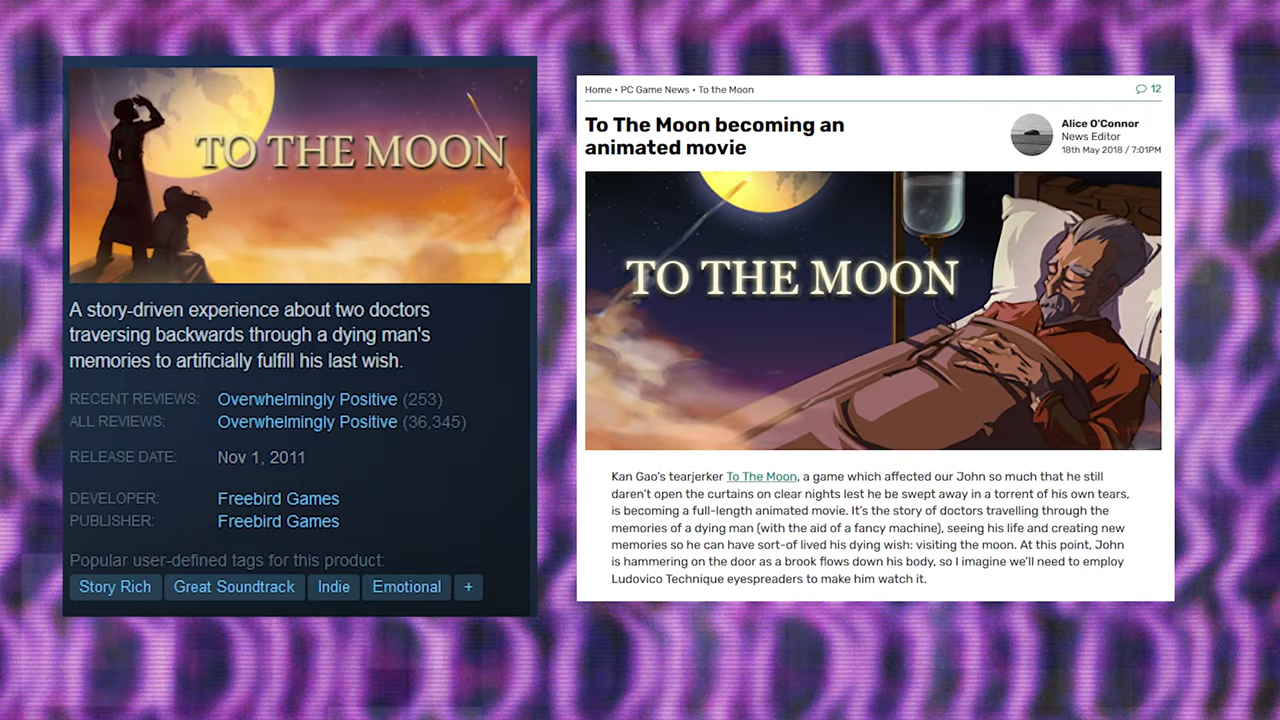 TO THE MOON
A story-driven experience about two doctors
traversing backwards through a dying man's
memories to artificially fulfill his last wish.
RECENT REVIEWS: Overwhelmingly Positive (253)
ALL REVIEWS: Overwhelmingly Positive (36,345)
RELEASE DATE: Nov 1, 2011
DEVELOPER: Freebird Games
PUBLISHER: Freebird Games
Popular user-defined tags for this product:
Story Rich Great Soundtrack Indie Emotional +
Home • PC Game News • To the Moon 12
To The Moon becoming an
animated movie
Alice O'Connor
News Editor
18th May 2018 / 7:01PM
TO THE MOON
Kan Gao’s tearjerker To The Moon, a game which affected our John so much that he still
daren’t open the curtains on clear nights lest he be swept away in a torrent of his own tears,
is becoming a full-length animated movie. It’s the story of doctors travelling through the
memories of a dying man (with the aid of a fancy machine), seeing his life and creating new
memories so he can have sort-of lived his dying wish: visiting the moon. At this point, John
is hammering on the door as a brook flows down his body, so I imagine we’ll need to employ
Ludovico Technique eyespreaders to make him watch it.